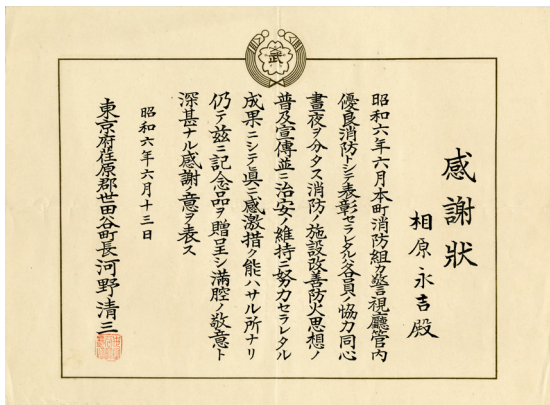 武
感謝狀
相原永吉殿
昭和六年六月本町消防組カ警視廳管内
優良消防トシテ表彰セラレタルハ各員ノ協力同心
晝夜ヲ分タス消防ノ施設改善防火思想ノ
普及宣傳並ニ治安ノ維持ニ努力セラレタル
成果ニシテ眞ニ感激措ク能ハサル所ナリ
仍テ玆ニ記念品ヲ贈呈シ滿腔ノ敬意ト
深甚ナル感謝ノ意ヲ表ス
昭和六年六月十三日
東京府荏原郡世田谷町長河野清三